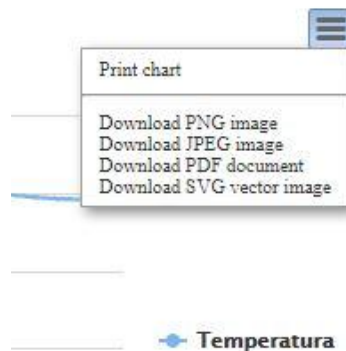 Print chart
Download PNG image
Download JPEG image
Download PDF document
Download SVG vector image
Temperatura